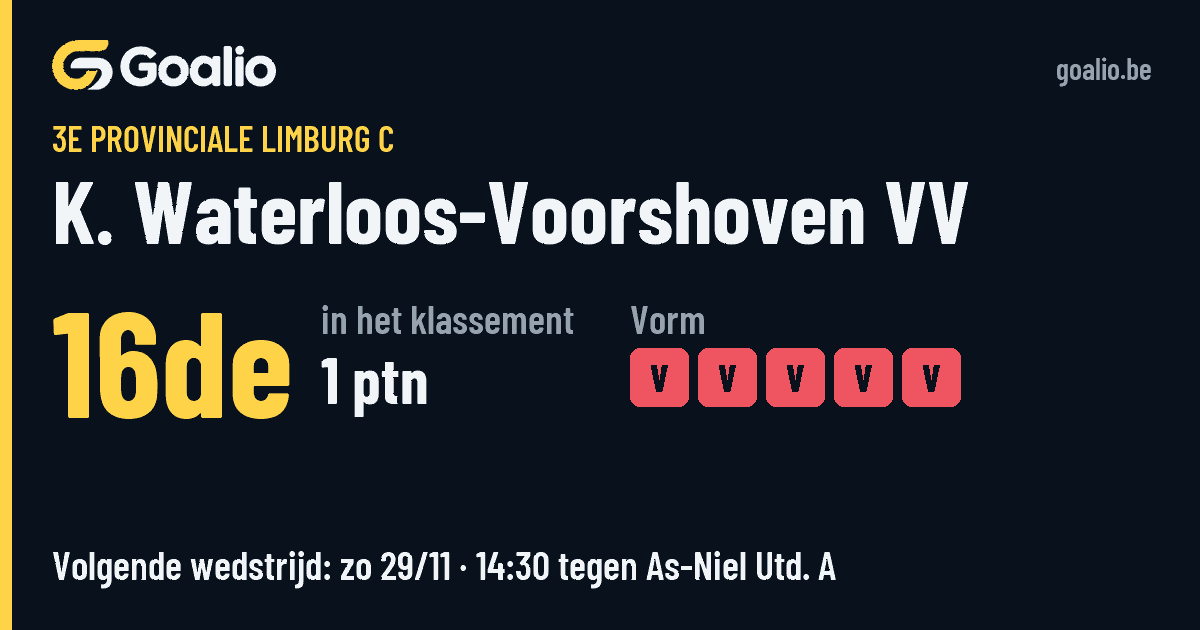 Goalio
goalio.be
3E PROVINCIALE LIMBURG C
K. Waterloos-Voorshoven VV
16de
in het klassement
1 ptn
Vorm
V V V V V
Volgende wedstrijd: zo 29/11 · 14:30 tegen As-Niel Utd. A